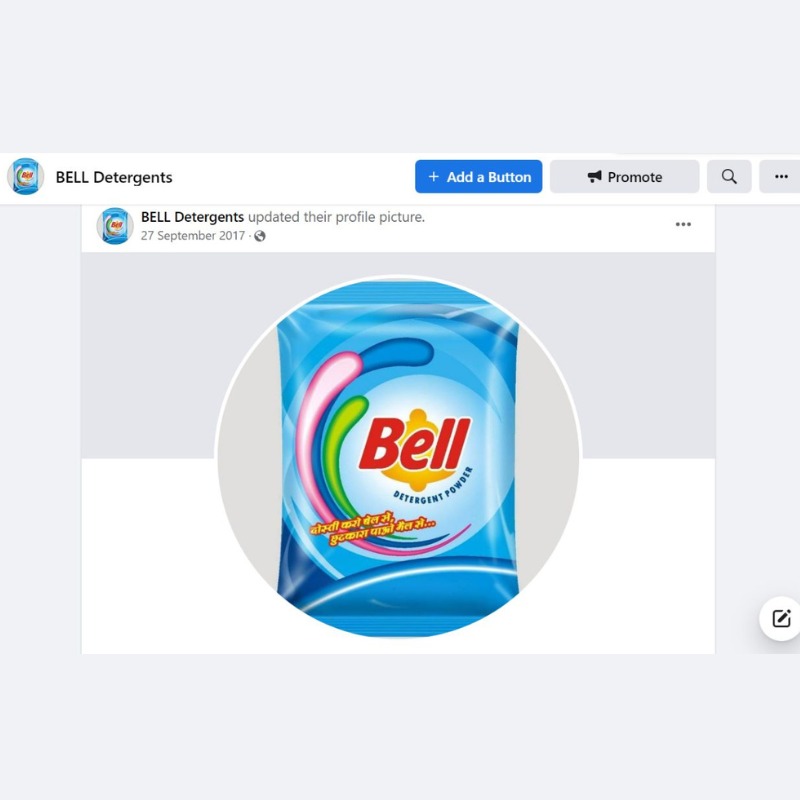 BELL Detergents
+ Add a Button
Promote
BELL Detergents updated their profile picture.
27 September 2017 ·
Bell
DETERGENT POWDER
दोस्ती करो बेल से,
छुटकारा पाओ मैल से...